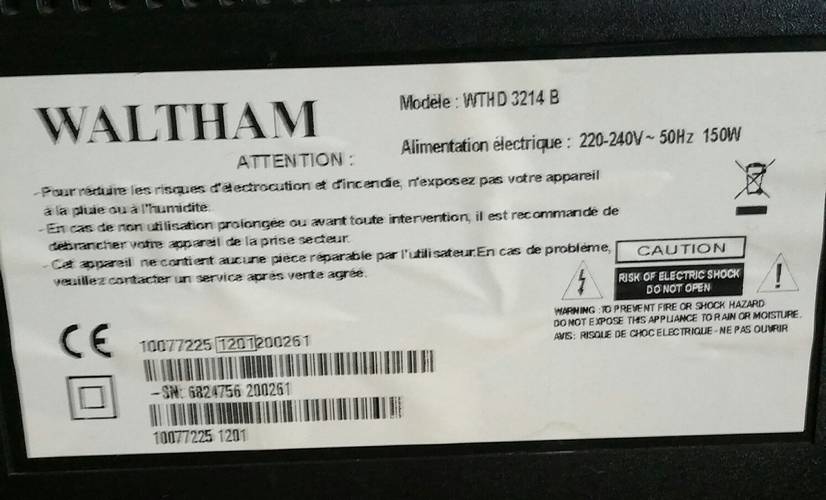 WALTHAM
Modèle : WTHD 3214 B
Alimentation électrique : 220-240V ~ 50Hz 150W
ATTENTION :
-Pour réduire les risques d'électrocution et d'incendie, n'exposez pas votre appareil
à la pluie ou à l'humidité.
-En cas de non utilisation prolongée ou avant toute intervention, il est recommandé de
débrancher votre appareil de la prise secteur.
- Cet appareil ne contient aucune pièce réparable par l'utilisateur.En cas de problème,
veuillez contacter un service après vente agréé.
CAUTION
RISK OF ELECTRIC SHOCK
DO NOT OPEN
!
WARNING : TO PREVENT FIRE OR SHOCK HAZARD
DO NOT EXPOSE THIS APPLIANCE TO RAIN OR MOISTURE.
AVIS : RISQUE DE CHOC ELECTRIQUE - NE PAS OUVRIR
CE
10077225 1201 200261
-SN: 6824756 200261
10077225 1201